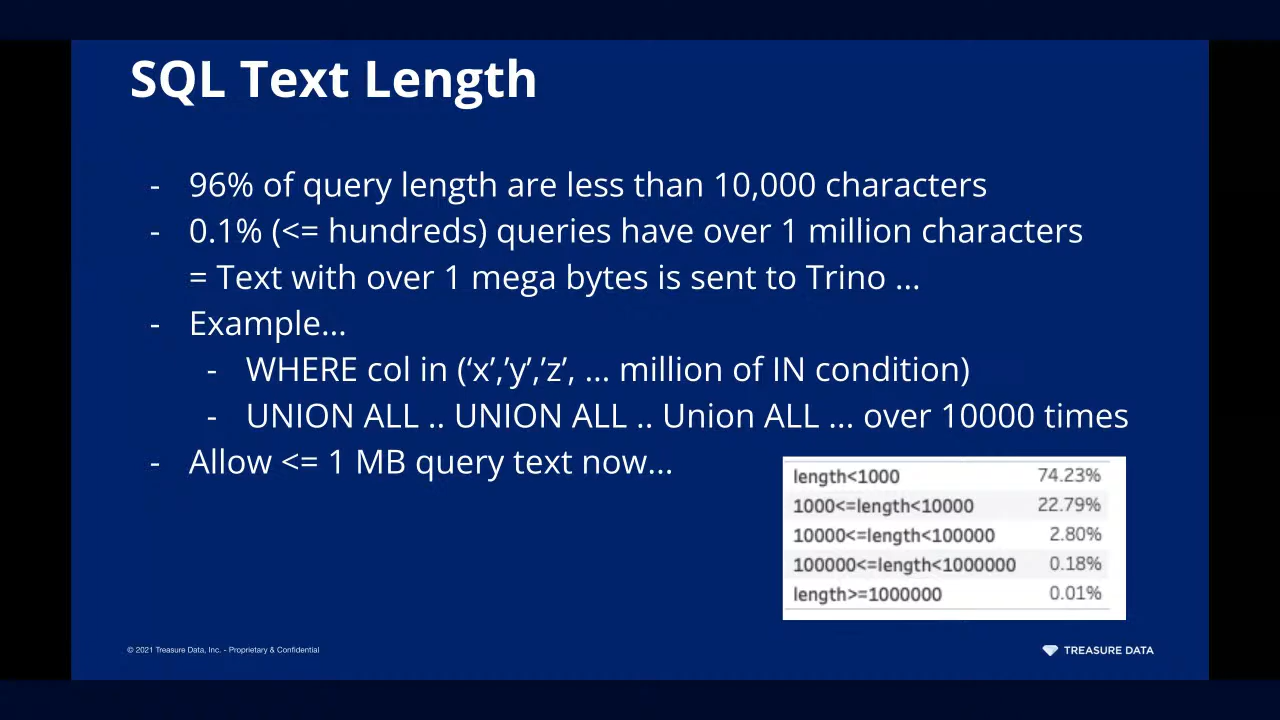 SQL Text Length
- 96% of query length are less than 10,000 characters
- 0.1% (<= hundreds) queries have over 1 million characters
= Text with over 1 mega bytes is sent to Trino ...
- Example...
- WHERE col in (‘x’,’y’,’z’, ... million of IN condition)
- UNION ALL .. UNION ALL .. Union ALL ... over 10000 times
- Allow <= 1 MB query text now...
length<1000 74.23%
1000<=length<10000 22.79%
10000<=length<100000 2.80%
100000<=length<1000000 0.18%
length>=1000000 0.01%
© 2021 Treasure Data, Inc. - Proprietary & Confidential
TREASURE DATA